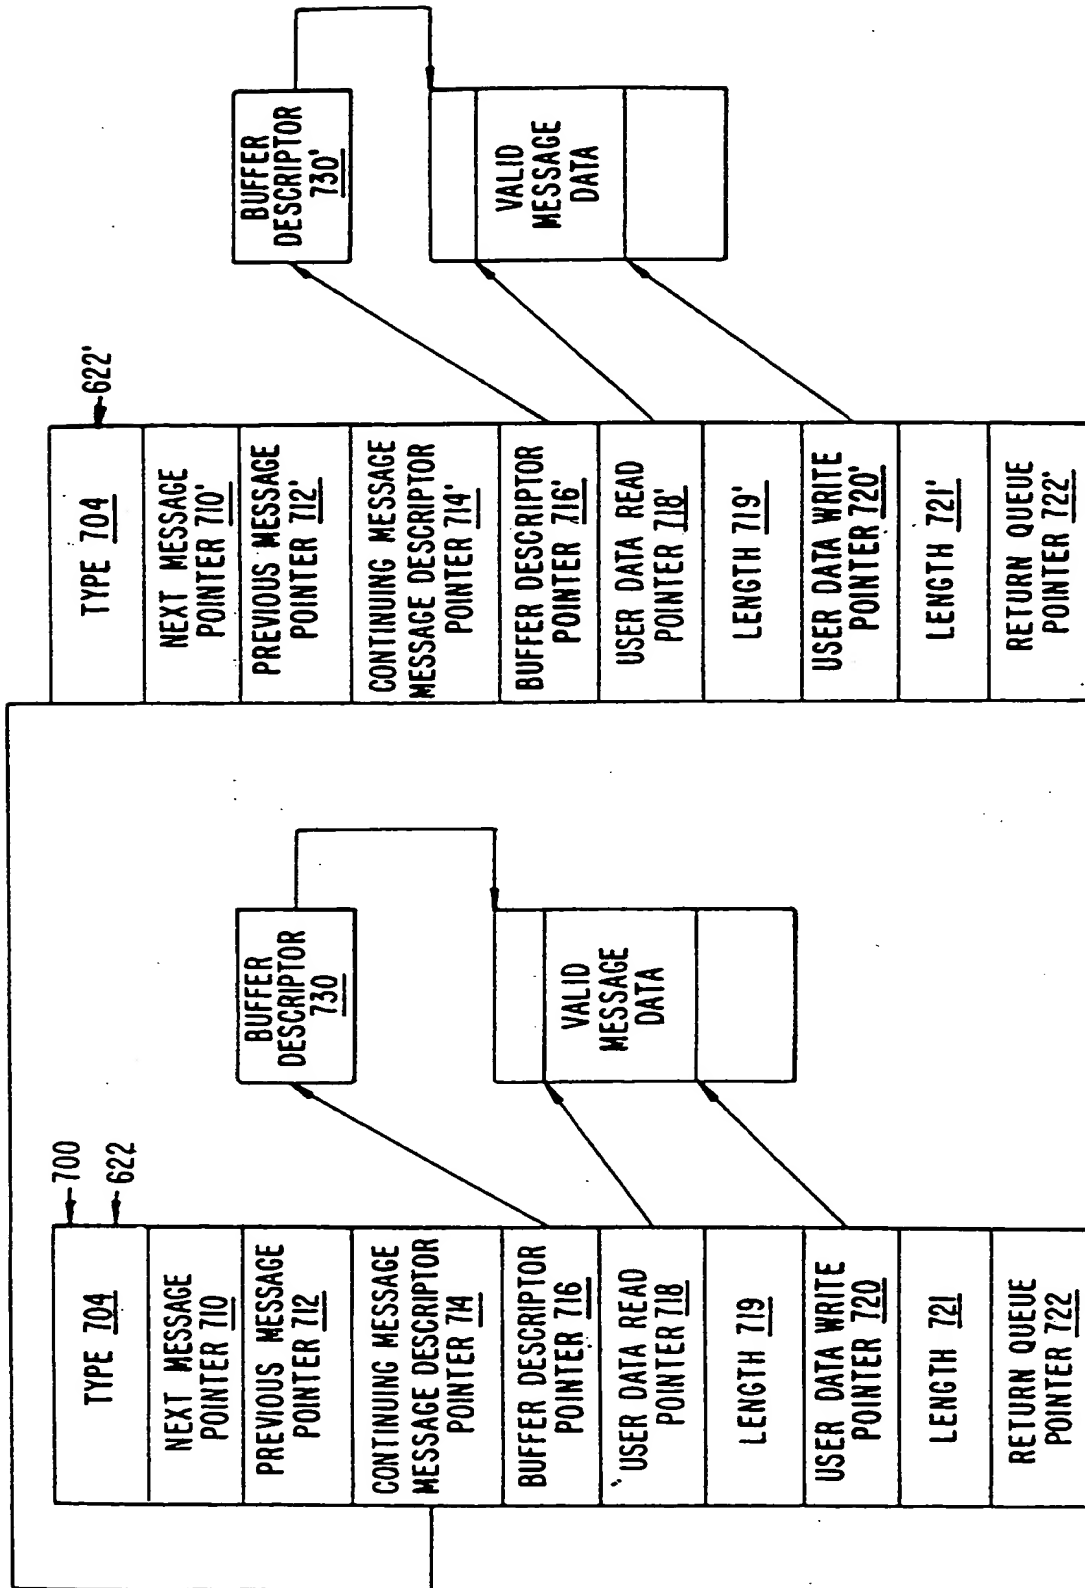 700
622
TYPE 704
NEXT MESSAGE
POINTER 710
PREVIOUS MESSAGE
POINTER 712
CONTINUING MESSAGE
MESSAGE DESCRIPTOR
POINTER 714
BUFFER DESCRIPTOR
POINTER 716
USER DATA READ
POINTER 718
LENGTH 719
USER DATA WRITE
POINTER 720
LENGTH 721
RETURN QUEUE
POINTER 722
BUFFER
DESCRIPTOR
730
VALID
MESSAGE
DATA
622'
TYPE 704
NEXT MESSAGE
POINTER 710'
PREVIOUS MESSAGE
POINTER 712'
CONTINUING MESSAGE
MESSAGE DESCRIPTOR
POINTER 714'
BUFFER DESCRIPTOR
POINTER 716'
USER DATA READ
POINTER 718'
LENGTH 719'
USER DATA WRITE
POINTER 720'
LENGTH 721'
RETURN QUEUE
POINTER 722'
BUFFER
DESCRIPTOR
730'
VALID
MESSAGE
DATA